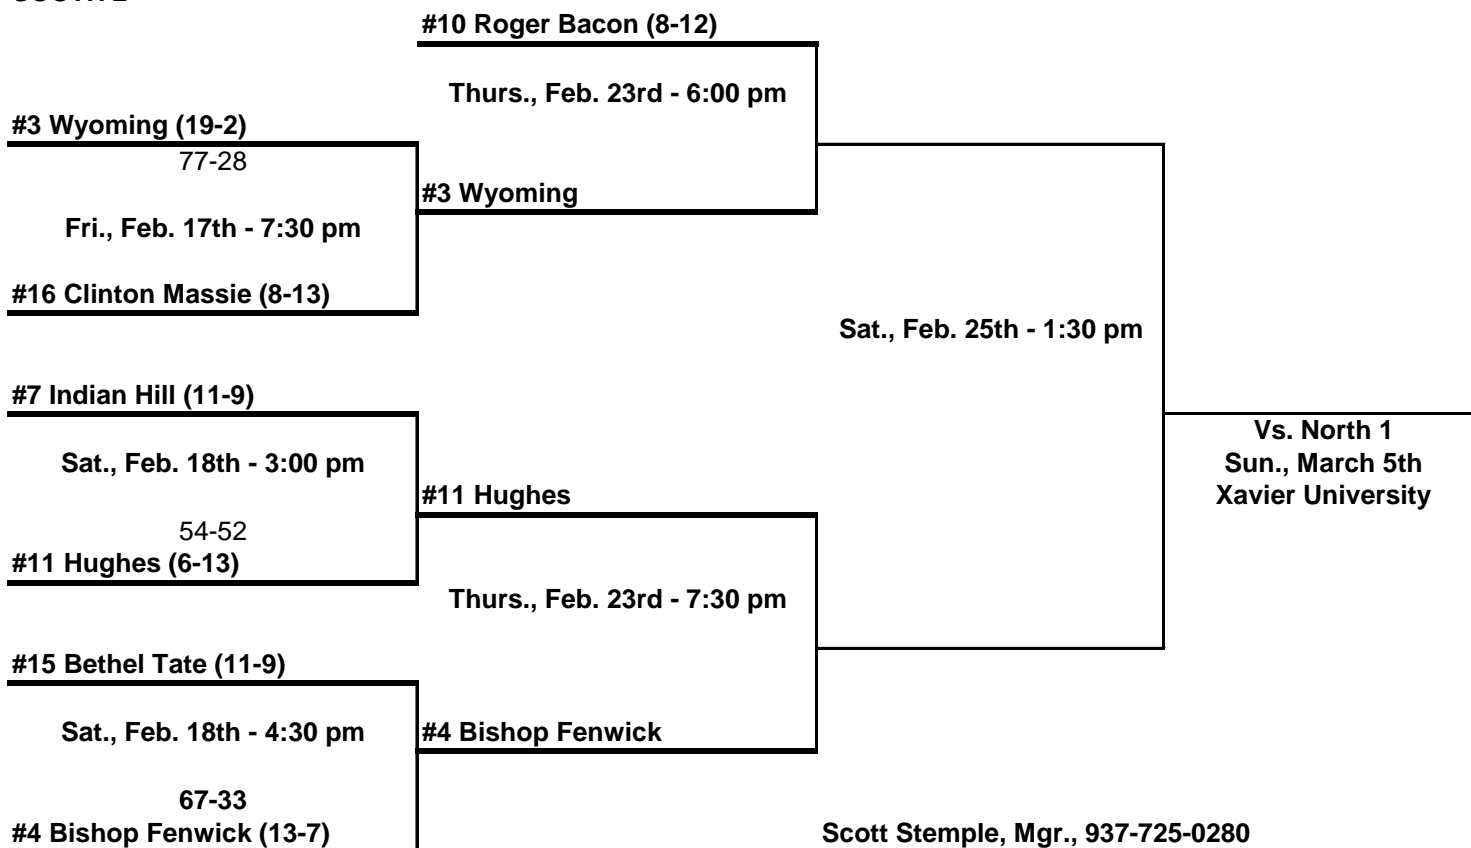 #10 Roger Bacon (8-12)
Thurs., Feb. 23rd - 6:00 pm
#3 Wyoming (19-2)
77-28
#3 Wyoming
Fri., Feb. 17th - 7:30 pm
#16 Clinton Massie (8-13)
Sat., Feb. 25th - 1:30 pm
#7 Indian Hill (11-9)
Vs. North 1
Sat., Feb. 18th - 3:00 pm
Sun., March 5th
#11 Hughes
Xavier University
54-52
#11 Hughes (6-13)
Thurs., Feb. 23rd - 7:30 pm
#15 Bethel Tate (11-9)
Sat., Feb. 18th - 4:30 pm
#4 Bishop Fenwick
67-33
#4 Bishop Fenwick (13-7)
Scott Stemple, Mgr., 937-725-0280